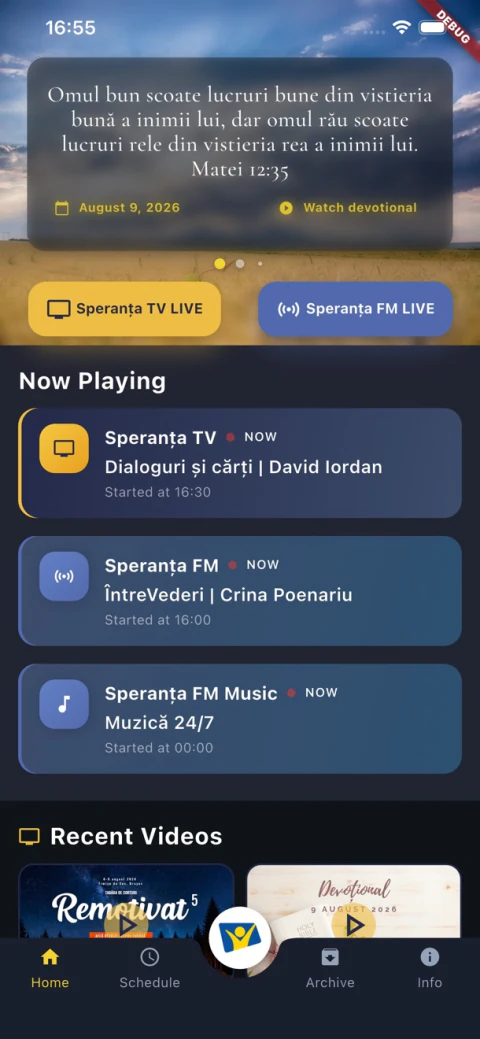 16:55
DEBUG
Omul bun scoate lucruri bune din vistieria
bună a inimii lui, dar omul rău scoate
lucruri rele din vistieria rea a inimii lui.
Matei 12:35
August 9, 2026
Watch devotional
Speranța TV LIVE
Speranța FM LIVE
Now Playing
Speranța TV NOW
Dialoguri și cărți | David Iordan
Started at 16:30
Speranța FM NOW
ÎntreVederi | Crina Poenariu
Started at 16:00
Speranța FM Music NOW
Muzică 24/7
Started at 00:00
Recent Videos
Remotivat 5
Devoțional
9 AUGUST 2026
HOLY
Home
Schedule
Archive
Info